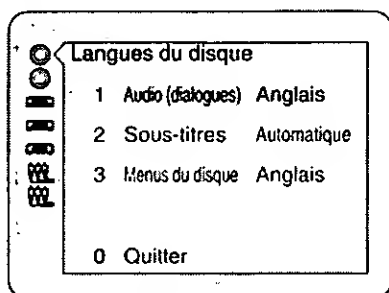 Langues du disque
1 Audio (dialogues) Anglais
2 Sous-titres Automatique
3 Menus du disque Anglais
0 Quitter